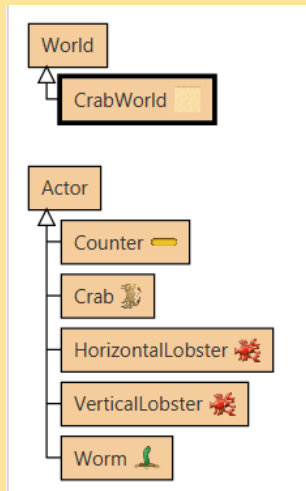 World
CrabWorld
Actor
Counter
Crab
HorizontalLobster
VerticalLobster
Worm